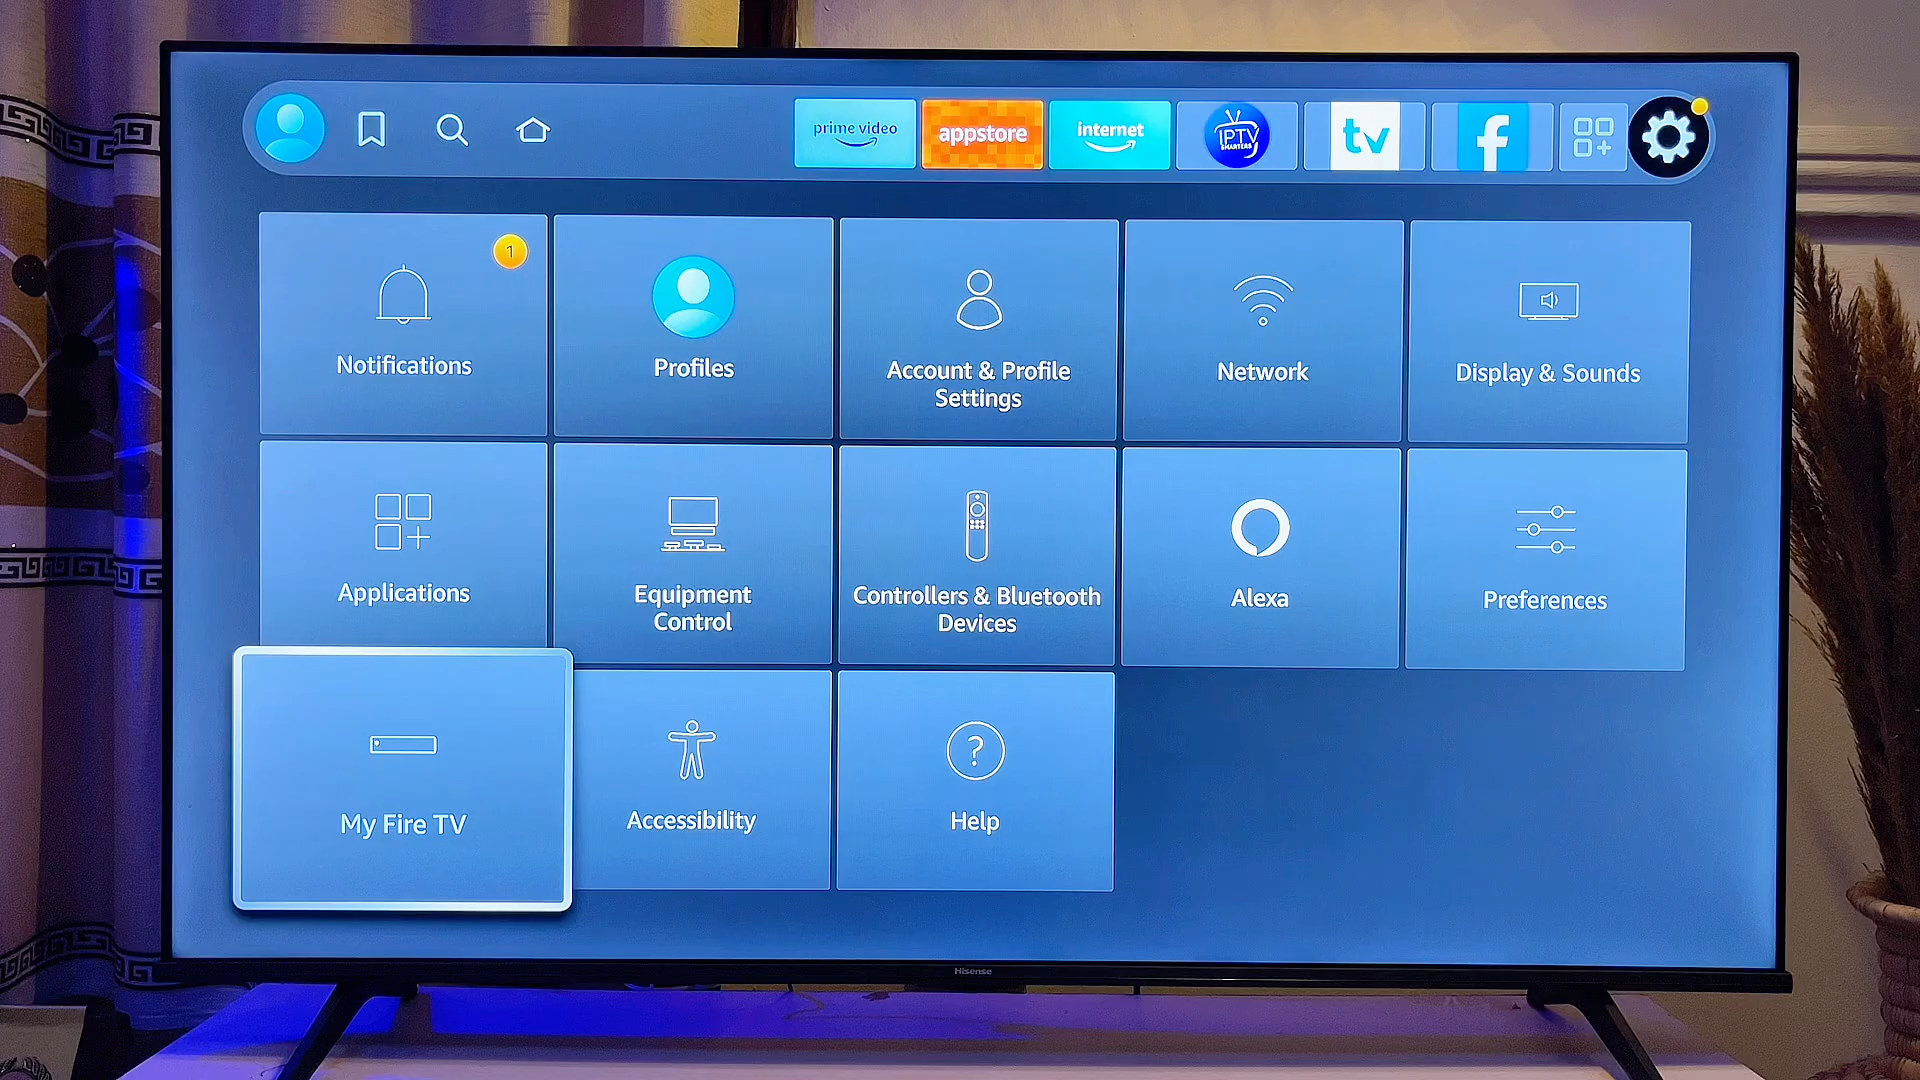 prime video
appstore
internet
IPTV
SMARTERS
tv
f
1
Notifications
Profiles
Account & Profile
Settings
Network
Display & Sounds
Applications
Equipment
Control
Controllers & Bluetooth
Devices
Alexa
Preferences
My Fire TV
Accessibility
?
Help
Hisense